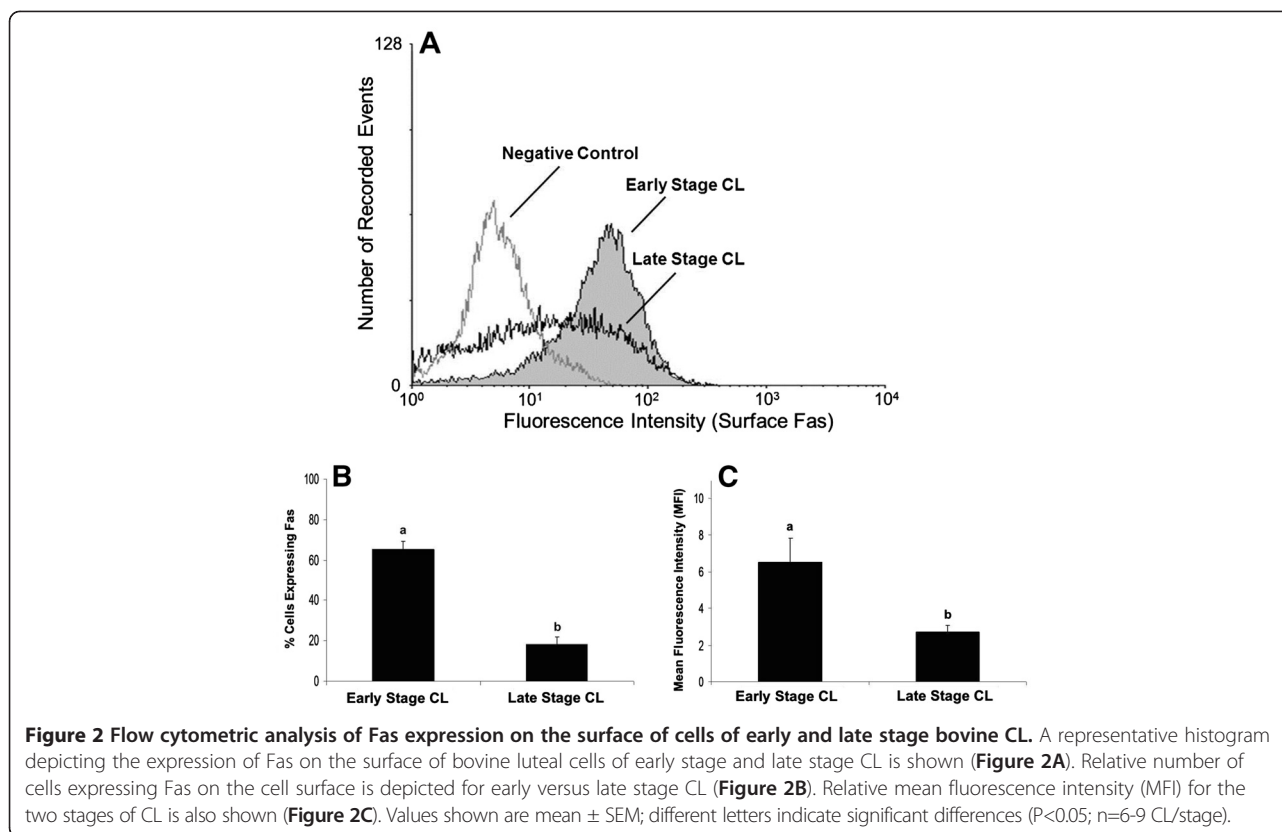 A
128
Number of Recorded Events
Negative Control
Early Stage CL
Late Stage CL
0
10⁰ 10¹ 10² 10³ 10⁴
Fluorescence Intensity (Surface Fas)
B
% Cells Expressing Fas
100
80
60
40
20
0
a
b
Early Stage CL Late Stage CL
C
Mean Fluorescence Intensity (MFI)
10
8
6
4
2
0
a
b
Early Stage CL Late Stage CL
Figure 2 Flow cytometric analysis of Fas expression on the surface of cells of early and late stage bovine CL. A representative histogram
depicting the expression of Fas on the surface of bovine luteal cells of early stage and late stage CL is shown (Figure 2A). Relative number of
cells expressing Fas on the cell surface is depicted for early versus late stage CL (Figure 2B). Relative mean fluorescence intensity (MFI) for the
two stages of CL is also shown (Figure 2C). Values shown are mean ± SEM; different letters indicate significant differences (P<0.05; n=6-9 CL/stage).